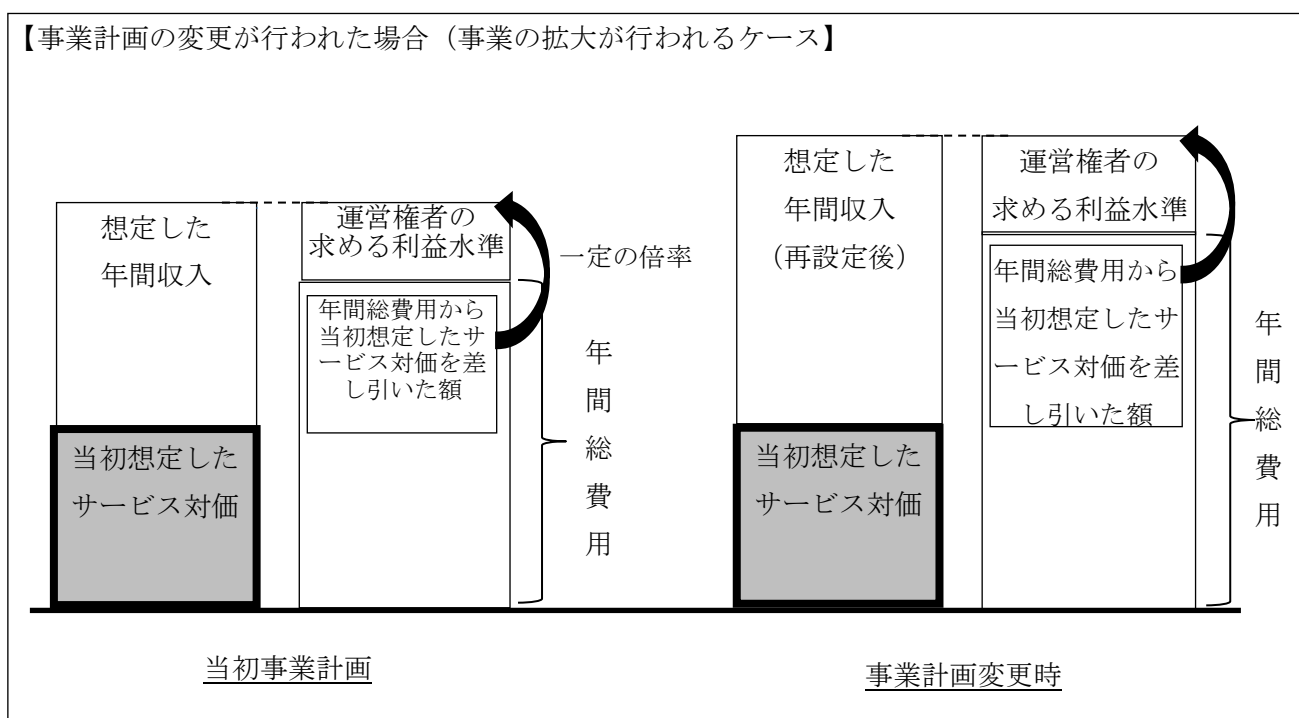 【事業計画の変更が行われた場合（事業の拡大が行われるケース】
想定した
年間収入
運営権者の
求める利益水準
一定の倍率
年間総費用から
当初想定したサ
ービス対価を差
し引いた額
年間総費用
当初想定した
サービス対価
当初事業計画
想定した
年間収入
（再設定後）
運営権者の
求める利益水準
年間総費用から
当初想定したサ
ービス対価を差
し引いた額
年間総費用
当初想定した
サービス対価
事業計画変更時